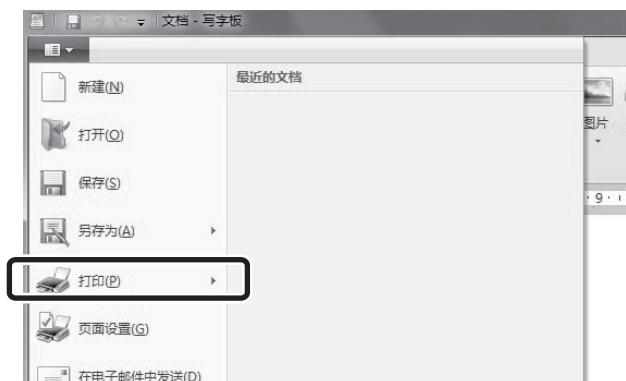 文档 - 写字板
最近的文档
新建(N)
打开(O)
图片
保存(S)
· 9 · ı
另存为(A)
打印(P)
页面设置(G)
在电子邮件中发送(D)